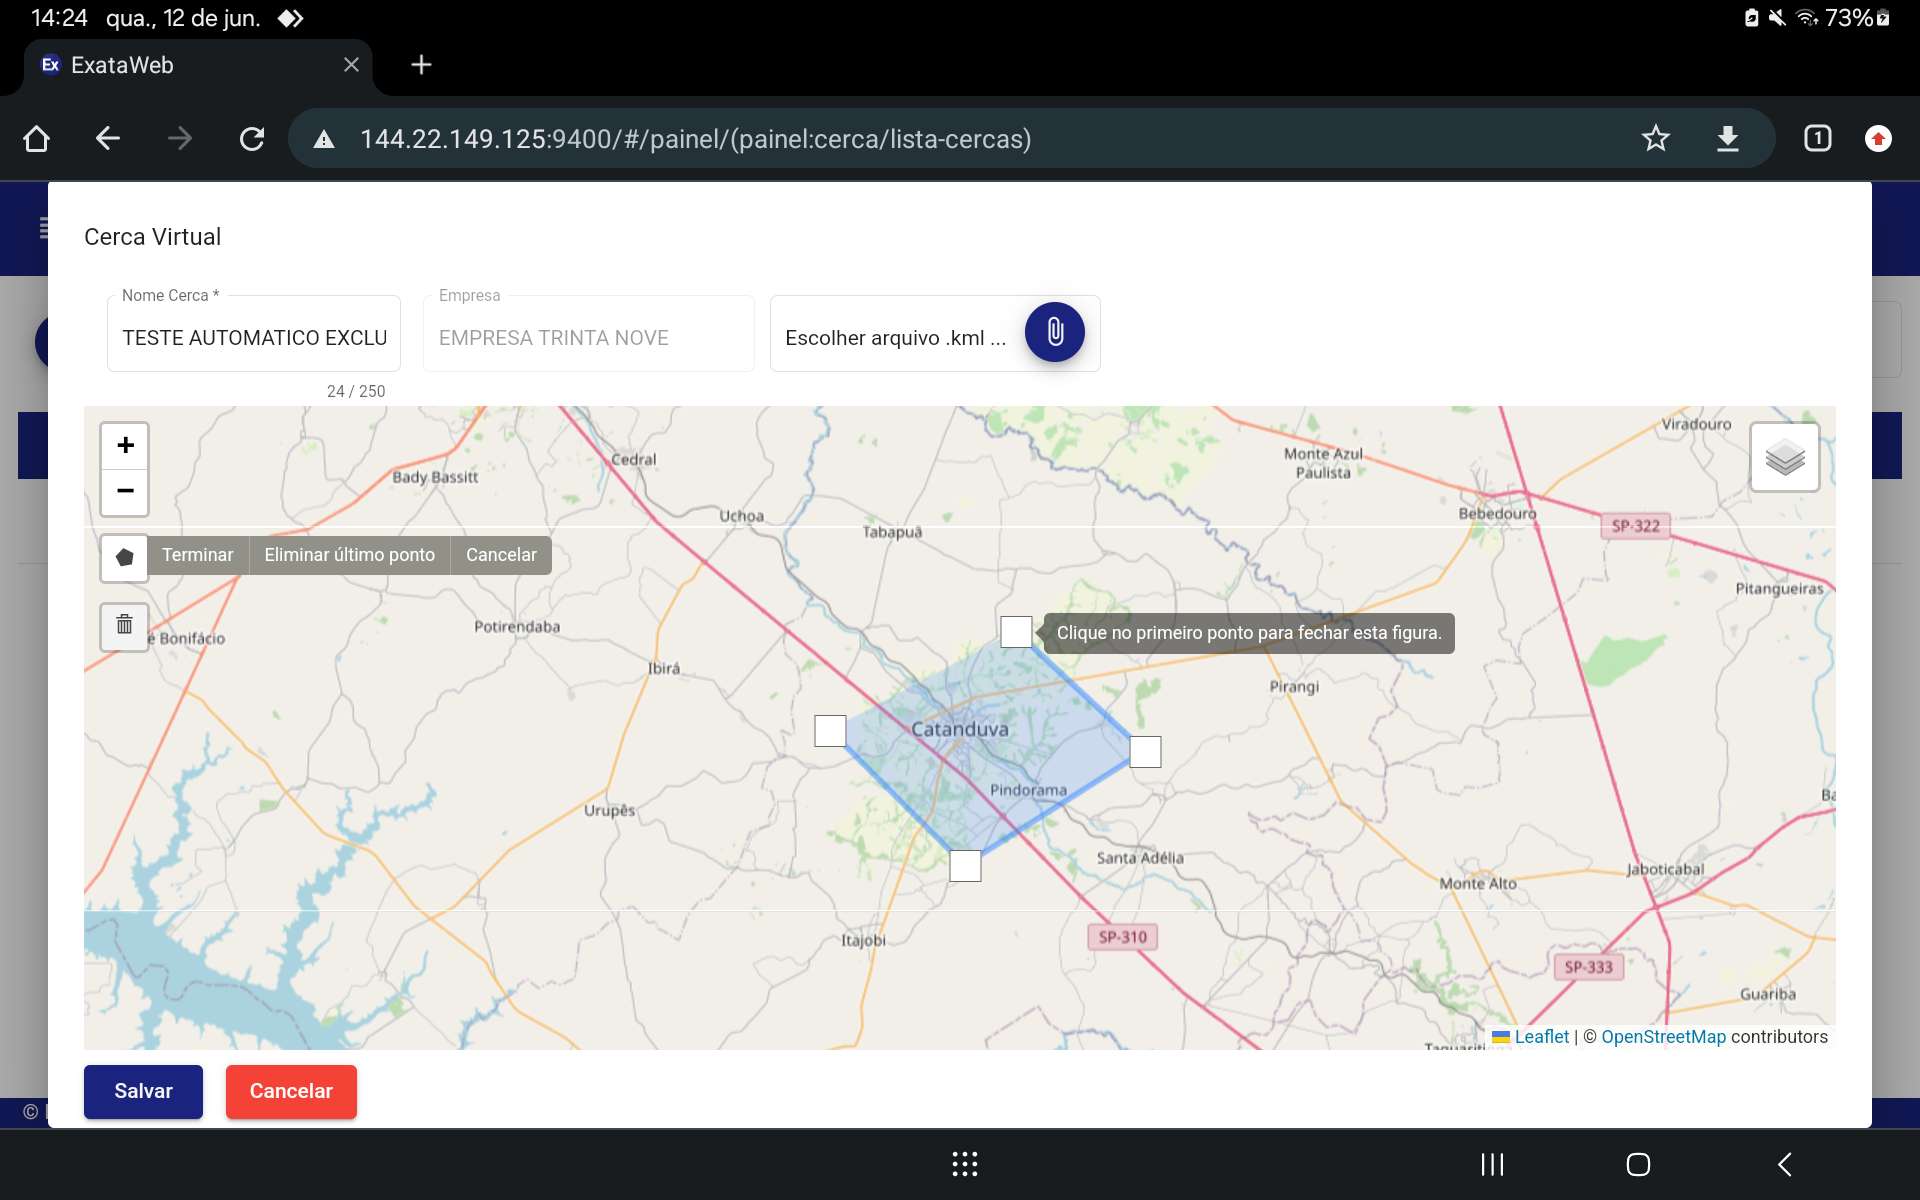 14:24 qua., 12 de jun. 73%
Ex ExataWeb
144.22.149.125:9400/#/painel/(painel:cerca/lista-cercas) 1
Cerca Virtual
Nome Cerca * Empresa
TESTE AUTOMATICO EXCLU EMPRESA TRINTA NOVE Escolher arquivo .kml ...
24 / 250
Viradouro
Cedral Monte Azul
Paulista
Bady Bassitt
Uchoa Bebedouro
Tabapuã SP-322
Terminar Eliminar último ponto Cancelar
Pitangueiras
Potirendaba Clique no primeiro ponto para fechar esta figura.
é Bonifácio
Ibirá Pirangi
Catanduva
Pindorama Ba
Urupês
Santa Adélia Jaboticabal
Monte Alto
Itajobi SP-310
SP-333
Guariba
Leaflet | © OpenStreetMap contributors
Salvar Cancelar
©